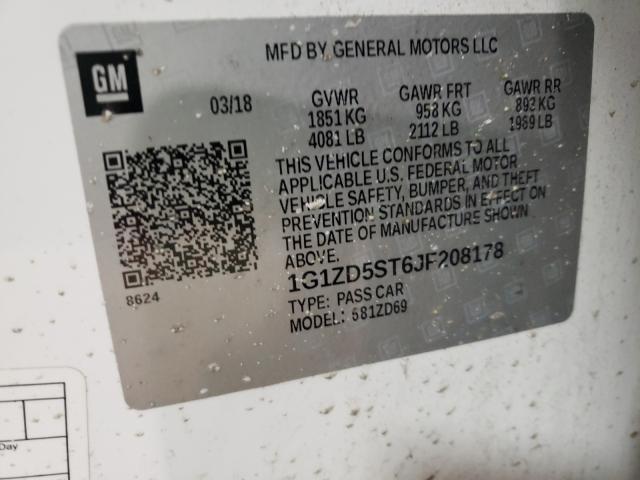 GM
MFD BY GENERAL MOTORS LLC
03/18 GVWR GAWR FRT GAWR RR
1851 KG 958 KG 893 KG
4081 LB 2112 LB 1969 LB
THIS VEHICLE CONFORMS TO ALL
APPLICABLE U.S. FEDERAL MOTOR
VEHICLE SAFETY, BUMPER, AND THEFT
PREVENTION STANDARDS IN EFFECT ON
THE DATE OF MANUFACTURE SHOWN
ABOVE.
1G1ZD5ST6JF208178
TYPE: PASS CAR
MODEL: 581ZD69
8624
Day